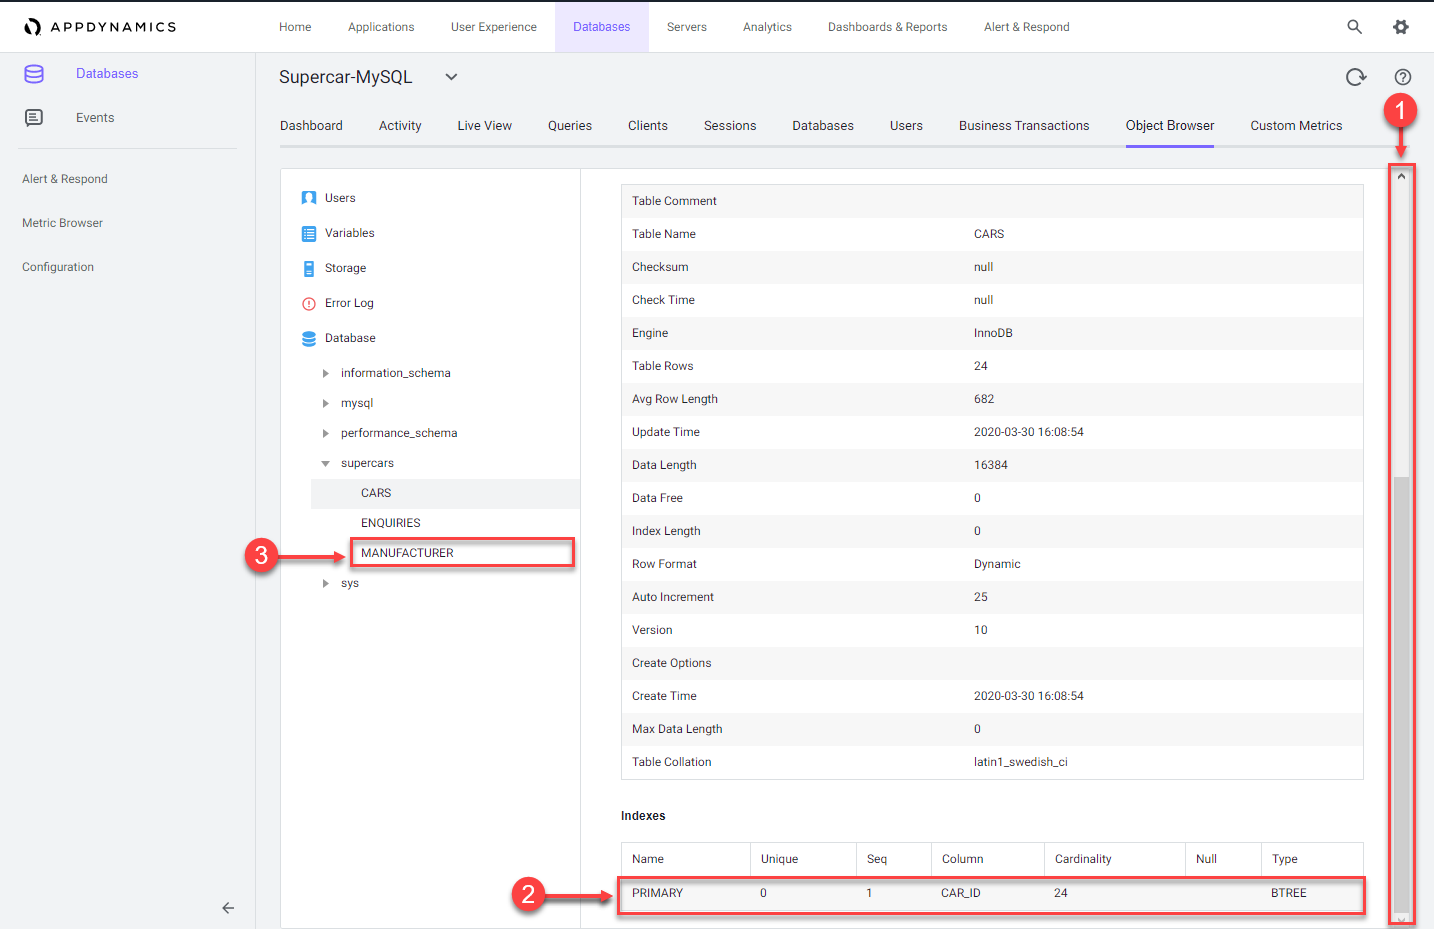 APPDYNAMICS Home Applications User Experience Databases Servers Analytics Dashboards & Reports Alert & Respond
Databases
Events
Alert & Respond
Metric Browser
Configuration
Supercar-MySQL
1
Dashboard Activity Live View Queries Clients Sessions Databases Users Business Transactions Object Browser Custom Metrics
Users
Variables
Storage
Error Log
Database
information_schema
mysql
performance_schema
supercars
CARS
ENQUIRIES
3 MANUFACTURER
sys
Table Comment
Table Name CARS
Checksum null
Check Time null
Engine InnoDB
Table Rows 24
Avg Row Length 682
Update Time 2020-03-30 16:08:54
Data Length 16384
Data Free 0
Index Length 0
Row Format Dynamic
Auto Increment 25
Version 10
Create Options
Create Time 2020-03-30 16:08:54
Max Data Length 0
Table Collation latin1_swedish_ci
Indexes
Name Unique Seq Column Cardinality Null Type
2 PRIMARY 0 1 CAR_ID 24 BTREE